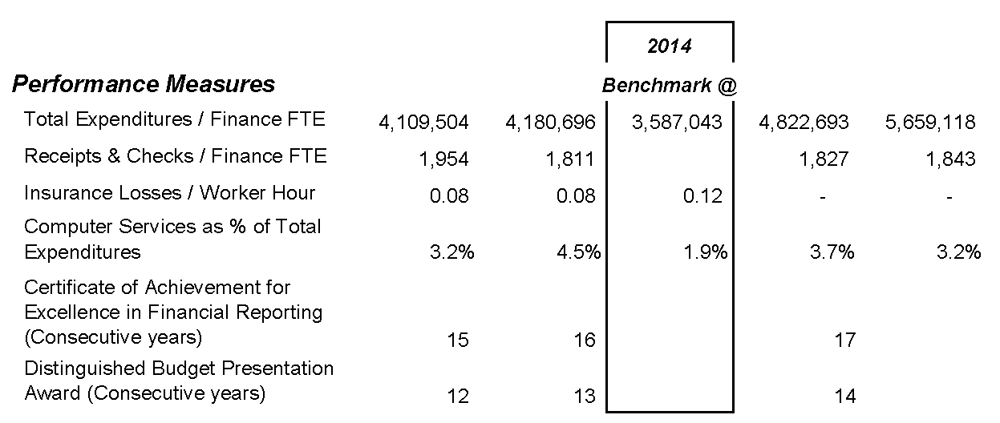 2014
Performance Measures Benchmark @
Total Expenditures / Finance FTE 4,109,504 4,180,696 3,587,043 4,822,693 5,659,118
Receipts & Checks / Finance FTE 1,954 1,811 1,827 1,843
Insurance Losses / Worker Hour 0.08 0.08 0.12 - -
Computer Services as % of Total
Expenditures 3.2% 4.5% 1.9% 3.7% 3.2%
Certificate of Achievement for
Excellence in Financial Reporting
(Consecutive years) 15 16 17
Distinguished Budget Presentation
Award (Consecutive years) 12 13 14